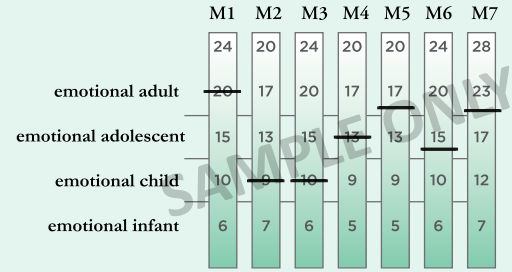 M1 M2 M3 M4 M5 M6 M7
24 20 24 20 20 24 28
emotional adult 20 17 20 17 17 20 23
emotional adolescent 15 13 15 13 13 15 17
emotional child 10 9 10 9 9 10 12
emotional infant 6 7 6 5 5 6 7
SAMPLE ONLY